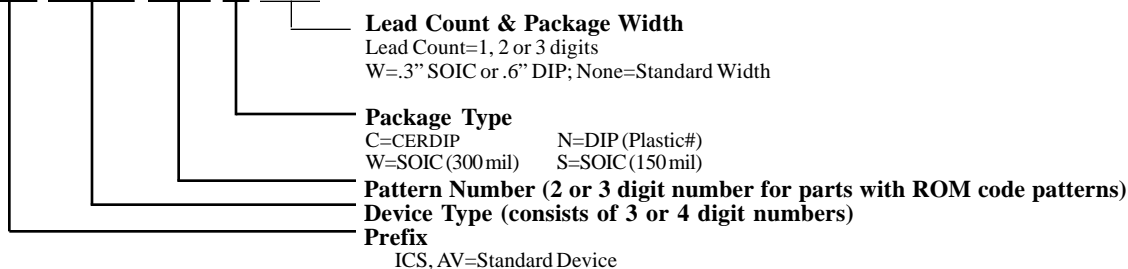 Lead Count & Package Width
Lead Count=1, 2 or 3 digits
W=.3” SOIC or .6” DIP; None=Standard Width
Package Type
C=CERDIP N=DIP (Plastic#)
W=SOIC (300 mil) S=SOIC (150 mil)
Pattern Number (2 or 3 digit number for parts with ROM code patterns)
Device Type (consists of 3 or 4 digit numbers)
Prefix
ICS, AV=Standard Device